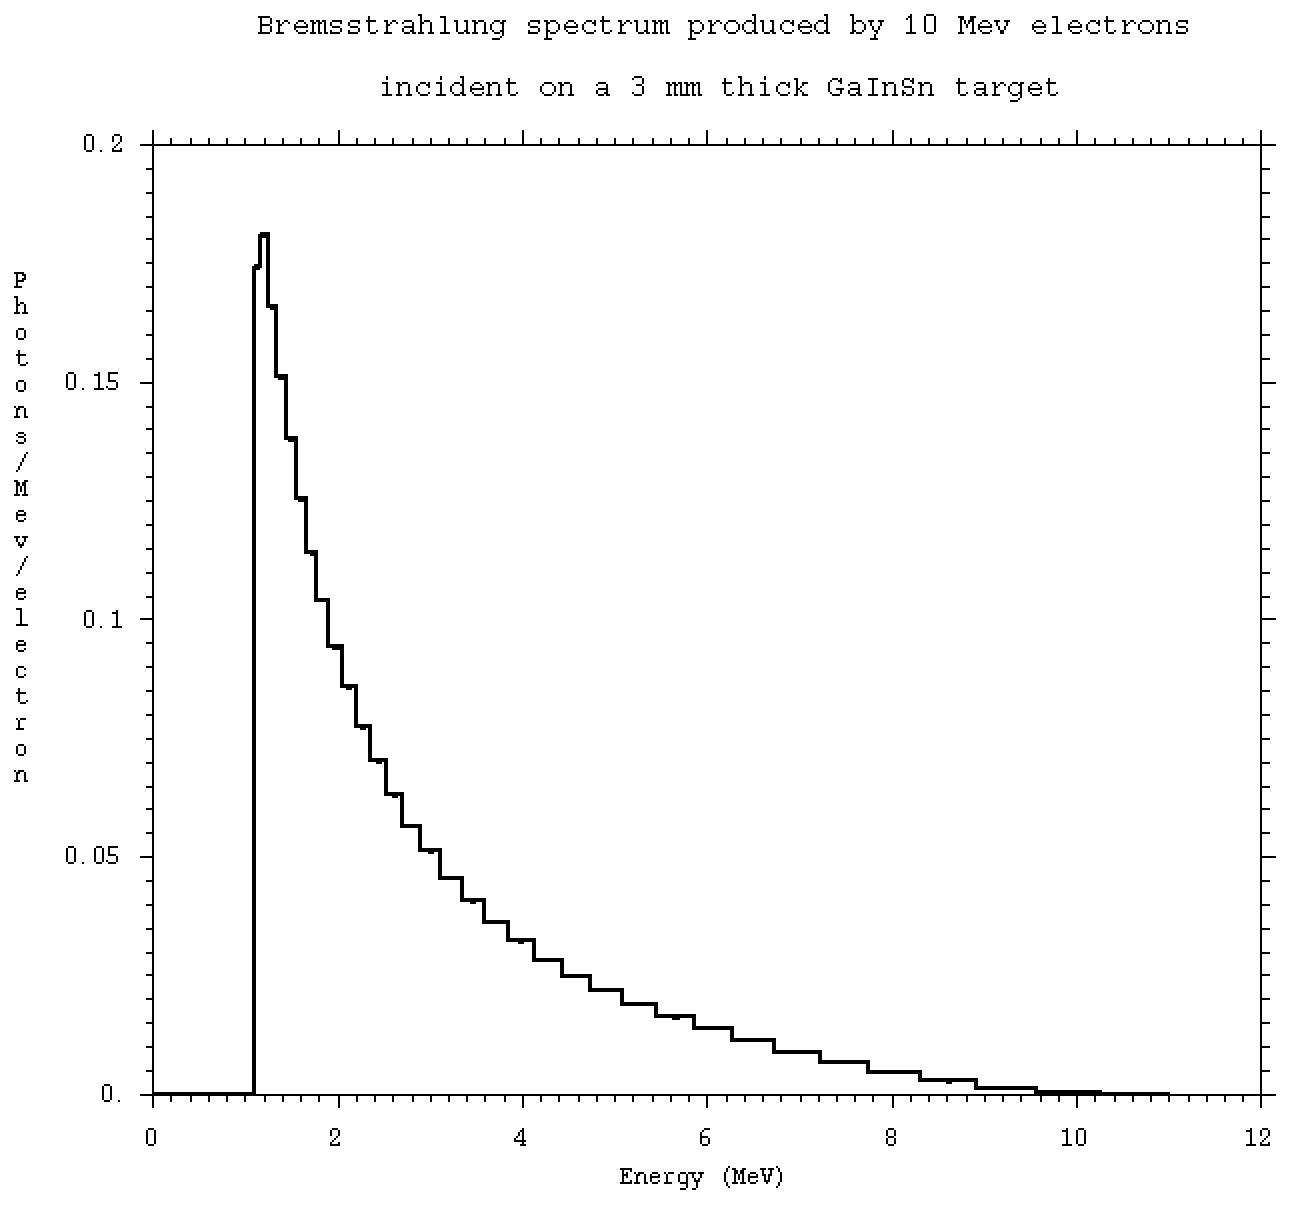 Bremsstrahlung spectrum produced by 10 Mev electrons
incident on a 3 mm thick GaInSn target
Photons/Mev/electron
0.2
0.15
0.1
0.05
0.
0 2 4 6 8 10 12
Energy (MeV)